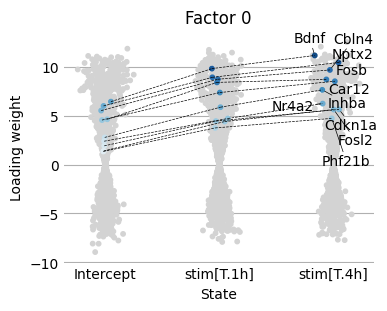 Factor 0
Bdnf
Cbln4
Nptx2
Fosb
Car12
Inhba
Nr4a2
Cdkn1a
Fosl2
Phf21b
10
5
0
−5
−10
Loading weight
Intercept
stim[T.1h]
stim[T.4h]
State